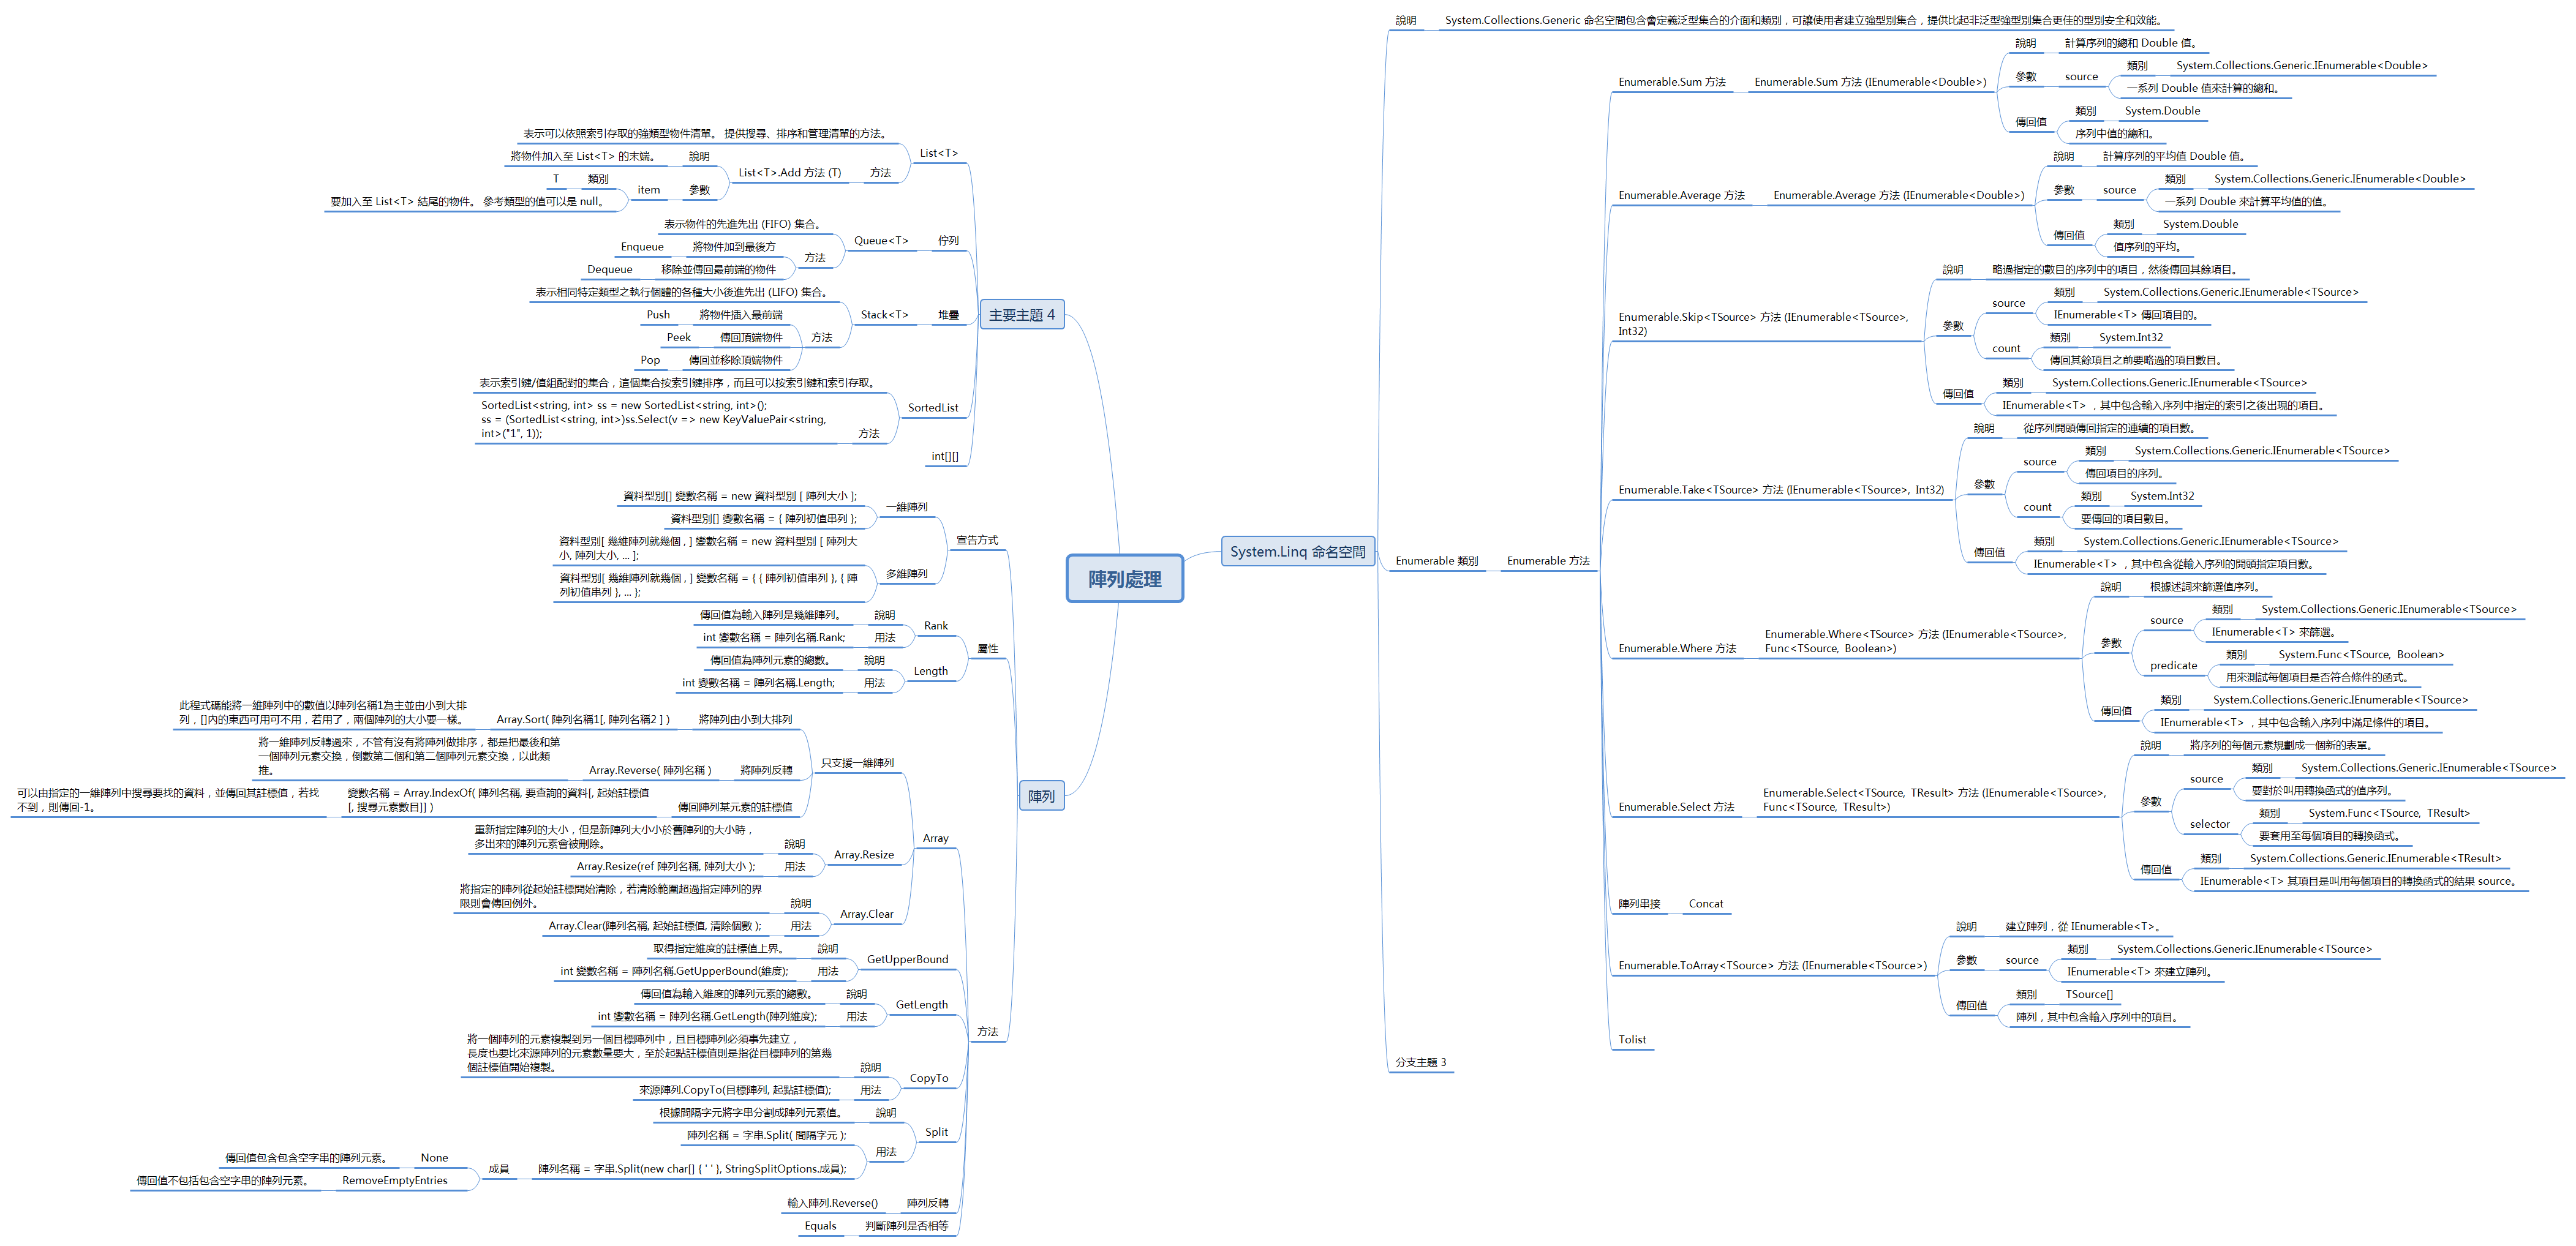 陣列處理
System.Linq 命名空間
說明
System.Collections.Generic 命名空間包含會定義泛型集合的介面和類別，可讓使用者建立強型別集合，提供比起非泛型強型別集合更佳的型別安全和效能。
Enumerable 類別
Enumerable 方法
Enumerable.Sum 方法
Enumerable.Sum 方法 (IEnumerable<Double>)
說明
計算序列的總和 Double 值。
參數
source
類別
System.Collections.Generic.IEnumerable<Double>
一系列 Double 值來計算的總和。
傳回值
類別
System.Double
序列中值的總和。
Enumerable.Average 方法
Enumerable.Average 方法 (IEnumerable<Double>)
說明
計算序列的平均值 Double 值。
參數
source
類別
System.Collections.Generic.IEnumerable<Double>
一系列 Double 來計算平均值的值。
傳回值
類別
System.Double
值序列的平均。
Enumerable.Skip<TSource> 方法 (IEnumerable<TSource>,
Int32)
說明
略過指定的數目的序列中的項目，然後傳回其餘項目。
參數
source
類別
System.Collections.Generic.IEnumerable<TSource>
IEnumerable<T> 傳回項目的。
count
類別
System.Int32
傳回其餘項目之前要略過的項目數目。
傳回值
類別
System.Collections.Generic.IEnumerable<TSource>
IEnumerable<T> ，其中包含輸入序列中指定的索引之後出現的項目。
Enumerable.Take<TSource> 方法 (IEnumerable<TSource>, Int32)
說明
從序列開頭傳回指定的連續的項目數。
參數
source
類別
System.Collections.Generic.IEnumerable<TSource>
傳回項目的序列。
count
類別
System.Int32
要傳回的項目數目。
傳回值
類別
System.Collections.Generic.IEnumerable<TSource>
IEnumerable<T> ，其中包含從輸入序列的開頭指定項目數。
Enumerable.Where 方法
Enumerable.Where<TSource> 方法 (IEnumerable<TSource>,
Func<TSource, Boolean>)
說明
根據述詞來篩選值序列。
參數
source
類別
System.Collections.Generic.IEnumerable<TSource>
IEnumerable<T> 來篩選。
predicate
類別
System.Func<TSource, Boolean>
用來測試每個項目是否符合條件的函式。
傳回值
類別
System.Collections.Generic.IEnumerable<TSource>
IEnumerable<T> ，其中包含輸入序列中滿足條件的項目。
Enumerable.Select 方法
Enumerable.Select<TSource, TResult> 方法 (IEnumerable<TSource>,
Func<TSource, TResult>)
說明
將序列的每個元素規劃成一個新的表單。
參數
source
類別
System.Collections.Generic.IEnumerable<TSource>
要對於叫用轉換函式的值序列。
selector
類別
System.Func<TSource, TResult>
要套用至每個項目的轉換函式。
傳回值
類別
System.Collections.Generic.IEnumerable<TResult>
IEnumerable<T> 其項目是叫用每個項目的轉換函式的結果 source。
陣列串接
Concat
Enumerable.ToArray<TSource> 方法 (IEnumerable<TSource>)
說明
建立陣列，從 IEnumerable<T>。
參數
source
類別
System.Collections.Generic.IEnumerable<TSource>
IEnumerable<T> 來建立陣列。
傳回值
類別
TSource[]
陣列，其中包含輸入序列中的項目。
Tolist
分支主題 3
主要主題 4
List<T>
表示可以依照索引存取的強類型物件清單。 提供搜尋、排序和管理清單的方法。
方法
List<T>.Add 方法 (T)
說明
將物件加入至 List<T> 的末端。
參數
item
類別
T
要加入至 List<T> 結尾的物件。 參考類型的值可以是 null。
佇列
Queue<T>
表示物件的先進先出 (FIFO) 集合。
方法
將物件加到最後方
Enqueue
移除並傳回最前端的物件
Dequeue
堆疊
Stack<T>
表示相同特定類型之執行個體的各種大小後進先出 (LIFO) 集合。
方法
將物件插入最前端
Push
傳回頂端物件
Peek
傳回並移除頂端物件
Pop
SortedList
表示索引鍵/值組配對的集合，這個集合按索引鍵排序，而且可以按索引鍵和索引存取。
方法
SortedList<string, int> ss = new SortedList<string, int>();
ss = (SortedList<string, int>)ss.Select(v => new KeyValuePair<string,
int>("1", 1));
int[][]
陣列
宣告方式
一維陣列
資料型別[] 變數名稱 = new 資料型別 [ 陣列大小 ];
資料型別[] 變數名稱 = { 陣列初值串列 };
多維陣列
資料型別[ 幾維陣列就幾個 , ] 變數名稱 = new 資料型別 [ 陣列大
小, 陣列大小, ... ];
資料型別[ 幾維陣列就幾個 , ] 變數名稱 = { { 陣列初值串列 }, { 陣
列初值串列 }, ... };
屬性
Rank
說明
傳回值為輸入陣列是幾維陣列。
用法
int 變數名稱 = 陣列名稱.Rank;
Length
說明
傳回值為陣列元素的總數。
用法
int 變數名稱 = 陣列名稱.Length;
方法
Array
只支援一維陣列
將陣列由小到大排列
Array.Sort( 陣列名稱1[, 陣列名稱2 ] )
此程式碼能將一維陣列中的數值以陣列名稱1為主並由小到大排
列，[]內的東西可用可不用，若用了，兩個陣列的大小要一樣。
將陣列反轉
Array.Reverse( 陣列名稱 )
將一維陣列反轉過來，不管有沒有將陣列做排序，都是把最後和第
一個陣列元素交換，倒數第二個和第二個陣列元素交換，以此類
推。
傳回陣列某元素的註標值
變數名稱 = Array.IndexOf( 陣列名稱, 要查詢的資料[, 起始註標值
[, 搜尋元素數目]] )
可以由指定的一維陣列中搜尋要找的資料，並傳回其註標值，若找
不到，則傳回-1。
Array.Resize
說明
重新指定陣列的大小，但是新陣列大小小於舊陣列的大小時，
多出來的陣列元素會被刪除。
用法
Array.Resize(ref 陣列名稱, 陣列大小 );
Array.Clear
說明
將指定的陣列從起始註標開始清除，若清除範圍超過指定陣列的界
限則會傳回例外。
用法
Array.Clear(陣列名稱, 起始註標值, 清除個數 );
GetUpperBound
說明
取得指定維度的註標值上界。
用法
int 變數名稱 = 陣列名稱.GetUpperBound(維度);
GetLength
說明
傳回值為輸入維度的陣列元素的總數。
用法
int 變數名稱 = 陣列名稱.GetLength(陣列維度);
CopyTo
說明
將一個陣列的元素複製到另一個目標陣列中，且目標陣列必須事先建立，
長度也要比來源陣列的元素數量要大，至於起點註標值則是指從目標陣列的第幾
個註標值開始複製。
用法
來源陣列.CopyTo(目標陣列, 起點註標值);
Split
說明
根據間隔字元將字串分割成陣列元素值。
用法
陣列名稱 = 字串.Split( 間隔字元 );
陣列名稱 = 字串.Split(new char[] { ' ' }, StringSplitOptions.成員);
成員
None
傳回值包含包含空字串的陣列元素。
RemoveEmptyEntries
傳回值不包括包含空字串的陣列元素。
陣列反轉
輸入陣列.Reverse()
判斷陣列是否相等
Equals